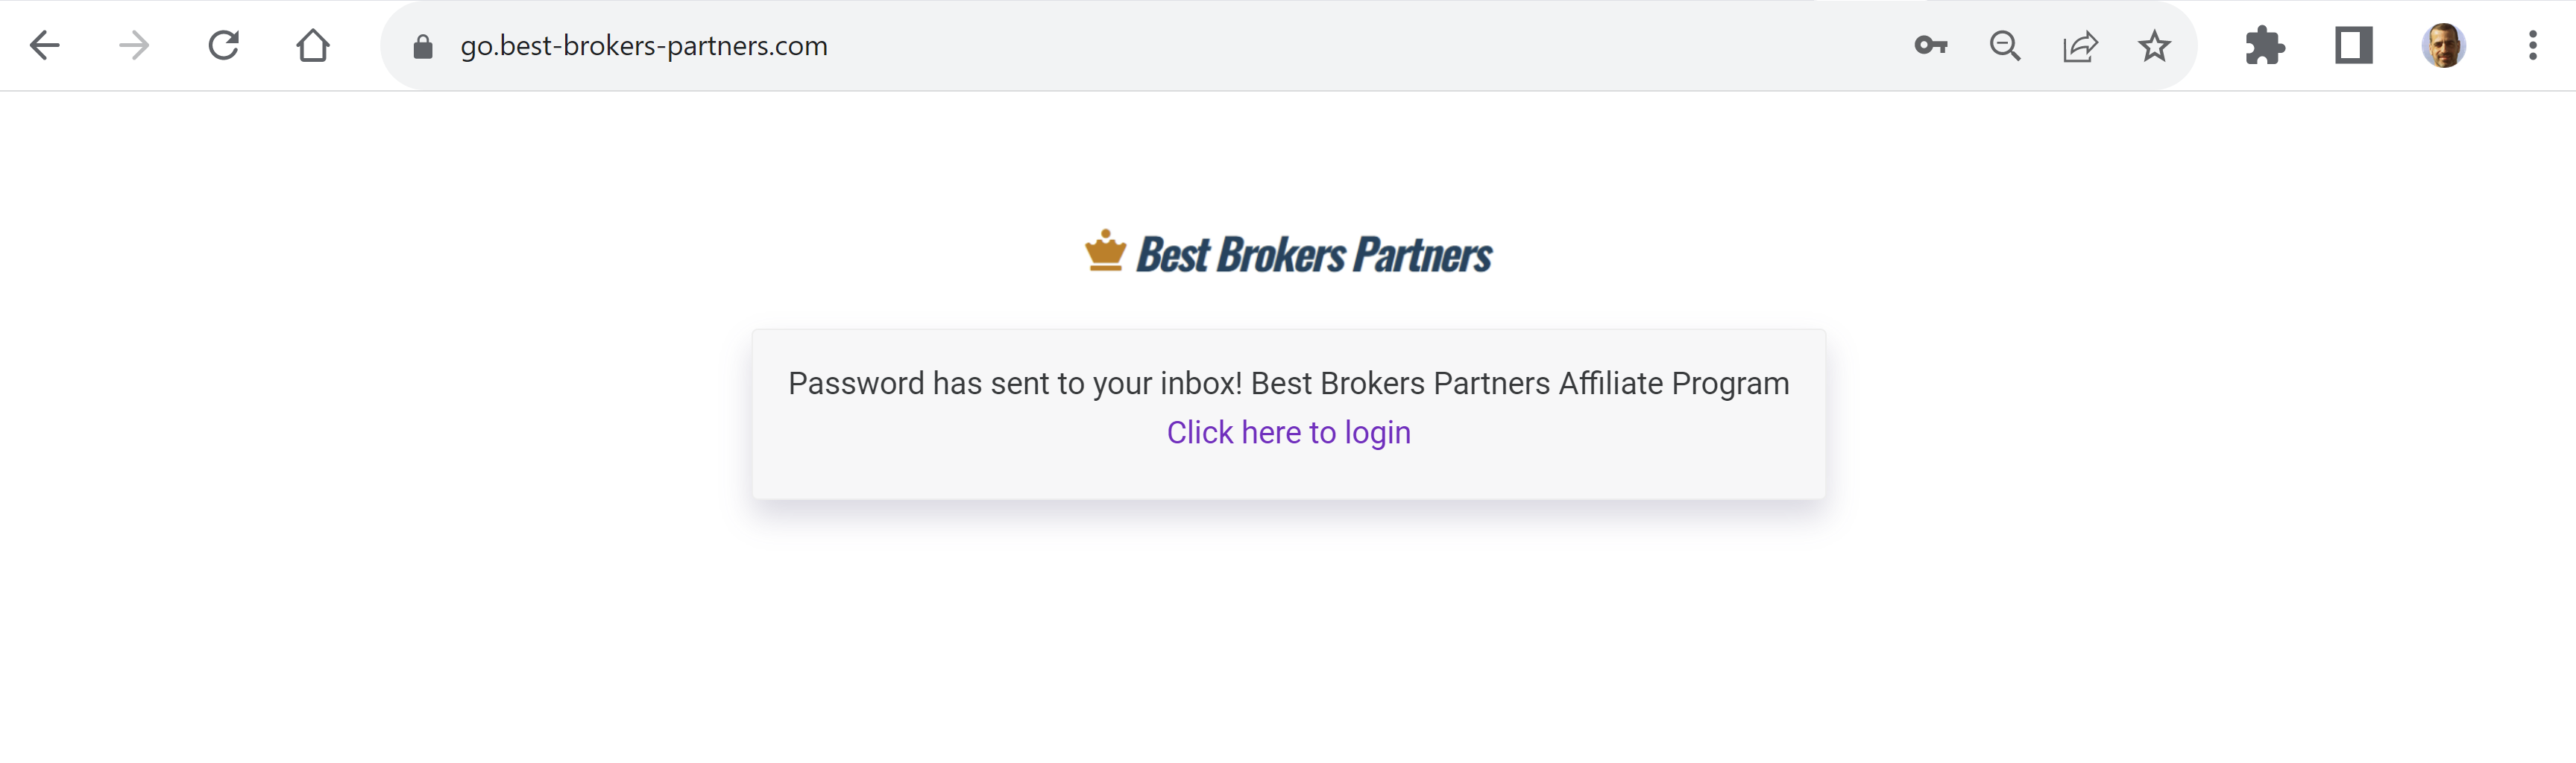 go.best-brokers-partners.com
Best Brokers Partners
Password has sent to your inbox! Best Brokers Partners Affiliate Program
Click here to login